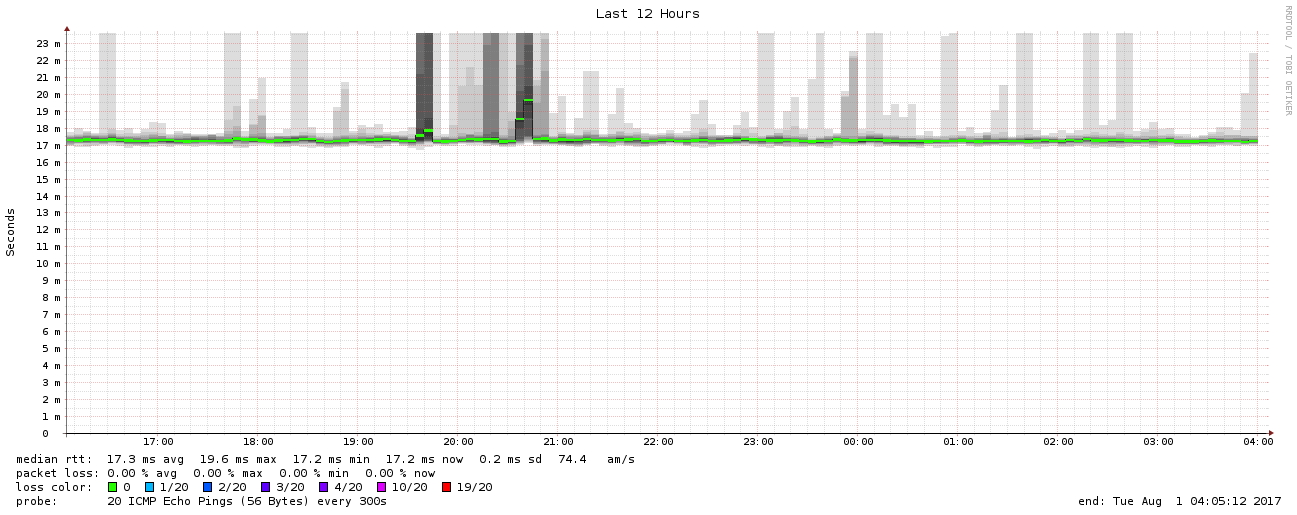 Last 12 Hours
RRDTOOL / TOBI OETIKER
Seconds
23 m
22 m
21 m
20 m
19 m
18 m
17 m
16 m
15 m
14 m
13 m
12 m
11 m
10 m
9 m
8 m
7 m
6 m
5 m
4 m
3 m
2 m
1 m
0
17:00 18:00 19:00 20:00 21:00 22:00 23:00 00:00 01:00 02:00 03:00 04:00
median rtt: 17.3 ms avg 19.6 ms max 17.2 ms min 17.2 ms now 0.2 ms sd 74.4 am/s
packet loss: 0.00 % avg 0.00 % max 0.00 % min 0.00 % now
loss color: 0 1/20 2/20 3/20 4/20 10/20 19/20
probe: 20 ICMP Echo Pings (56 Bytes) every 300s end: Tue Aug 1 04:05:12 2017